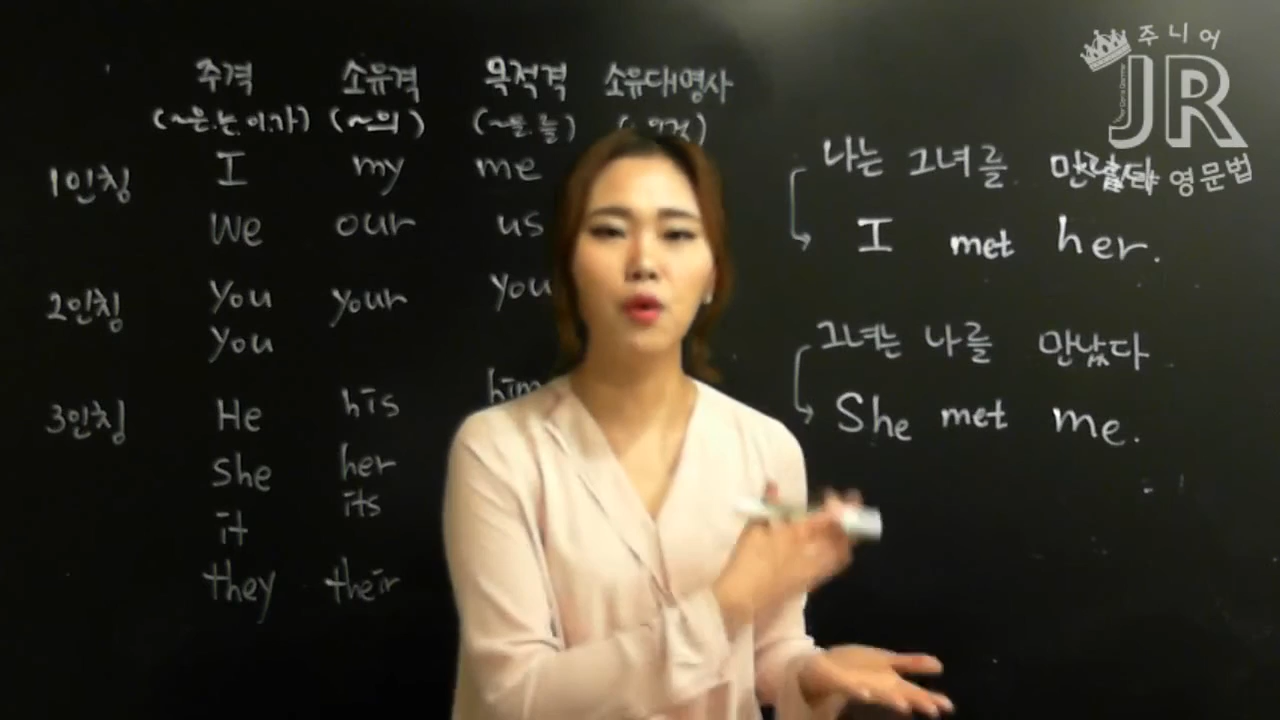 주격 소유격 목적격 소유대명사
(~은.는.이.가) (~의) (~을.를)
1인칭 I my me
We our us
2인칭 You your you
You
3인칭 He his him
She her
it its
they their
나는 그녀를
I met her.
그녀는 나를 만났다
She met me.
주니어
JR
영문법